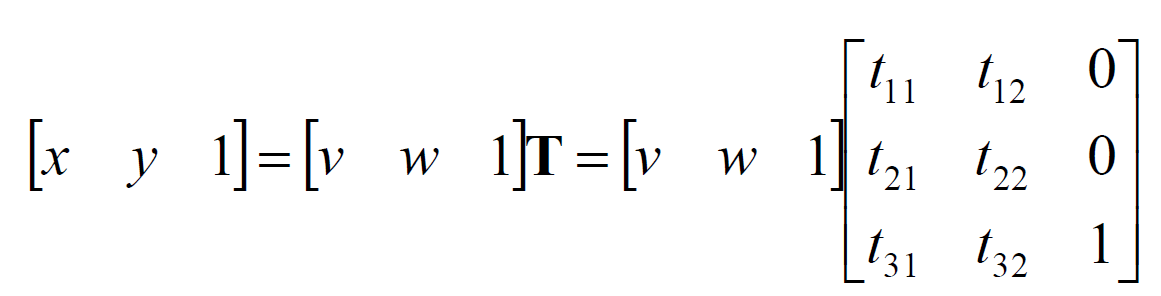 [x y 1] = [v w 1]T = [v w 1] [t₁₁ t₁₂ 0
t₂₁ t₂₂ 0
t₃₁ t₃₂ 1]